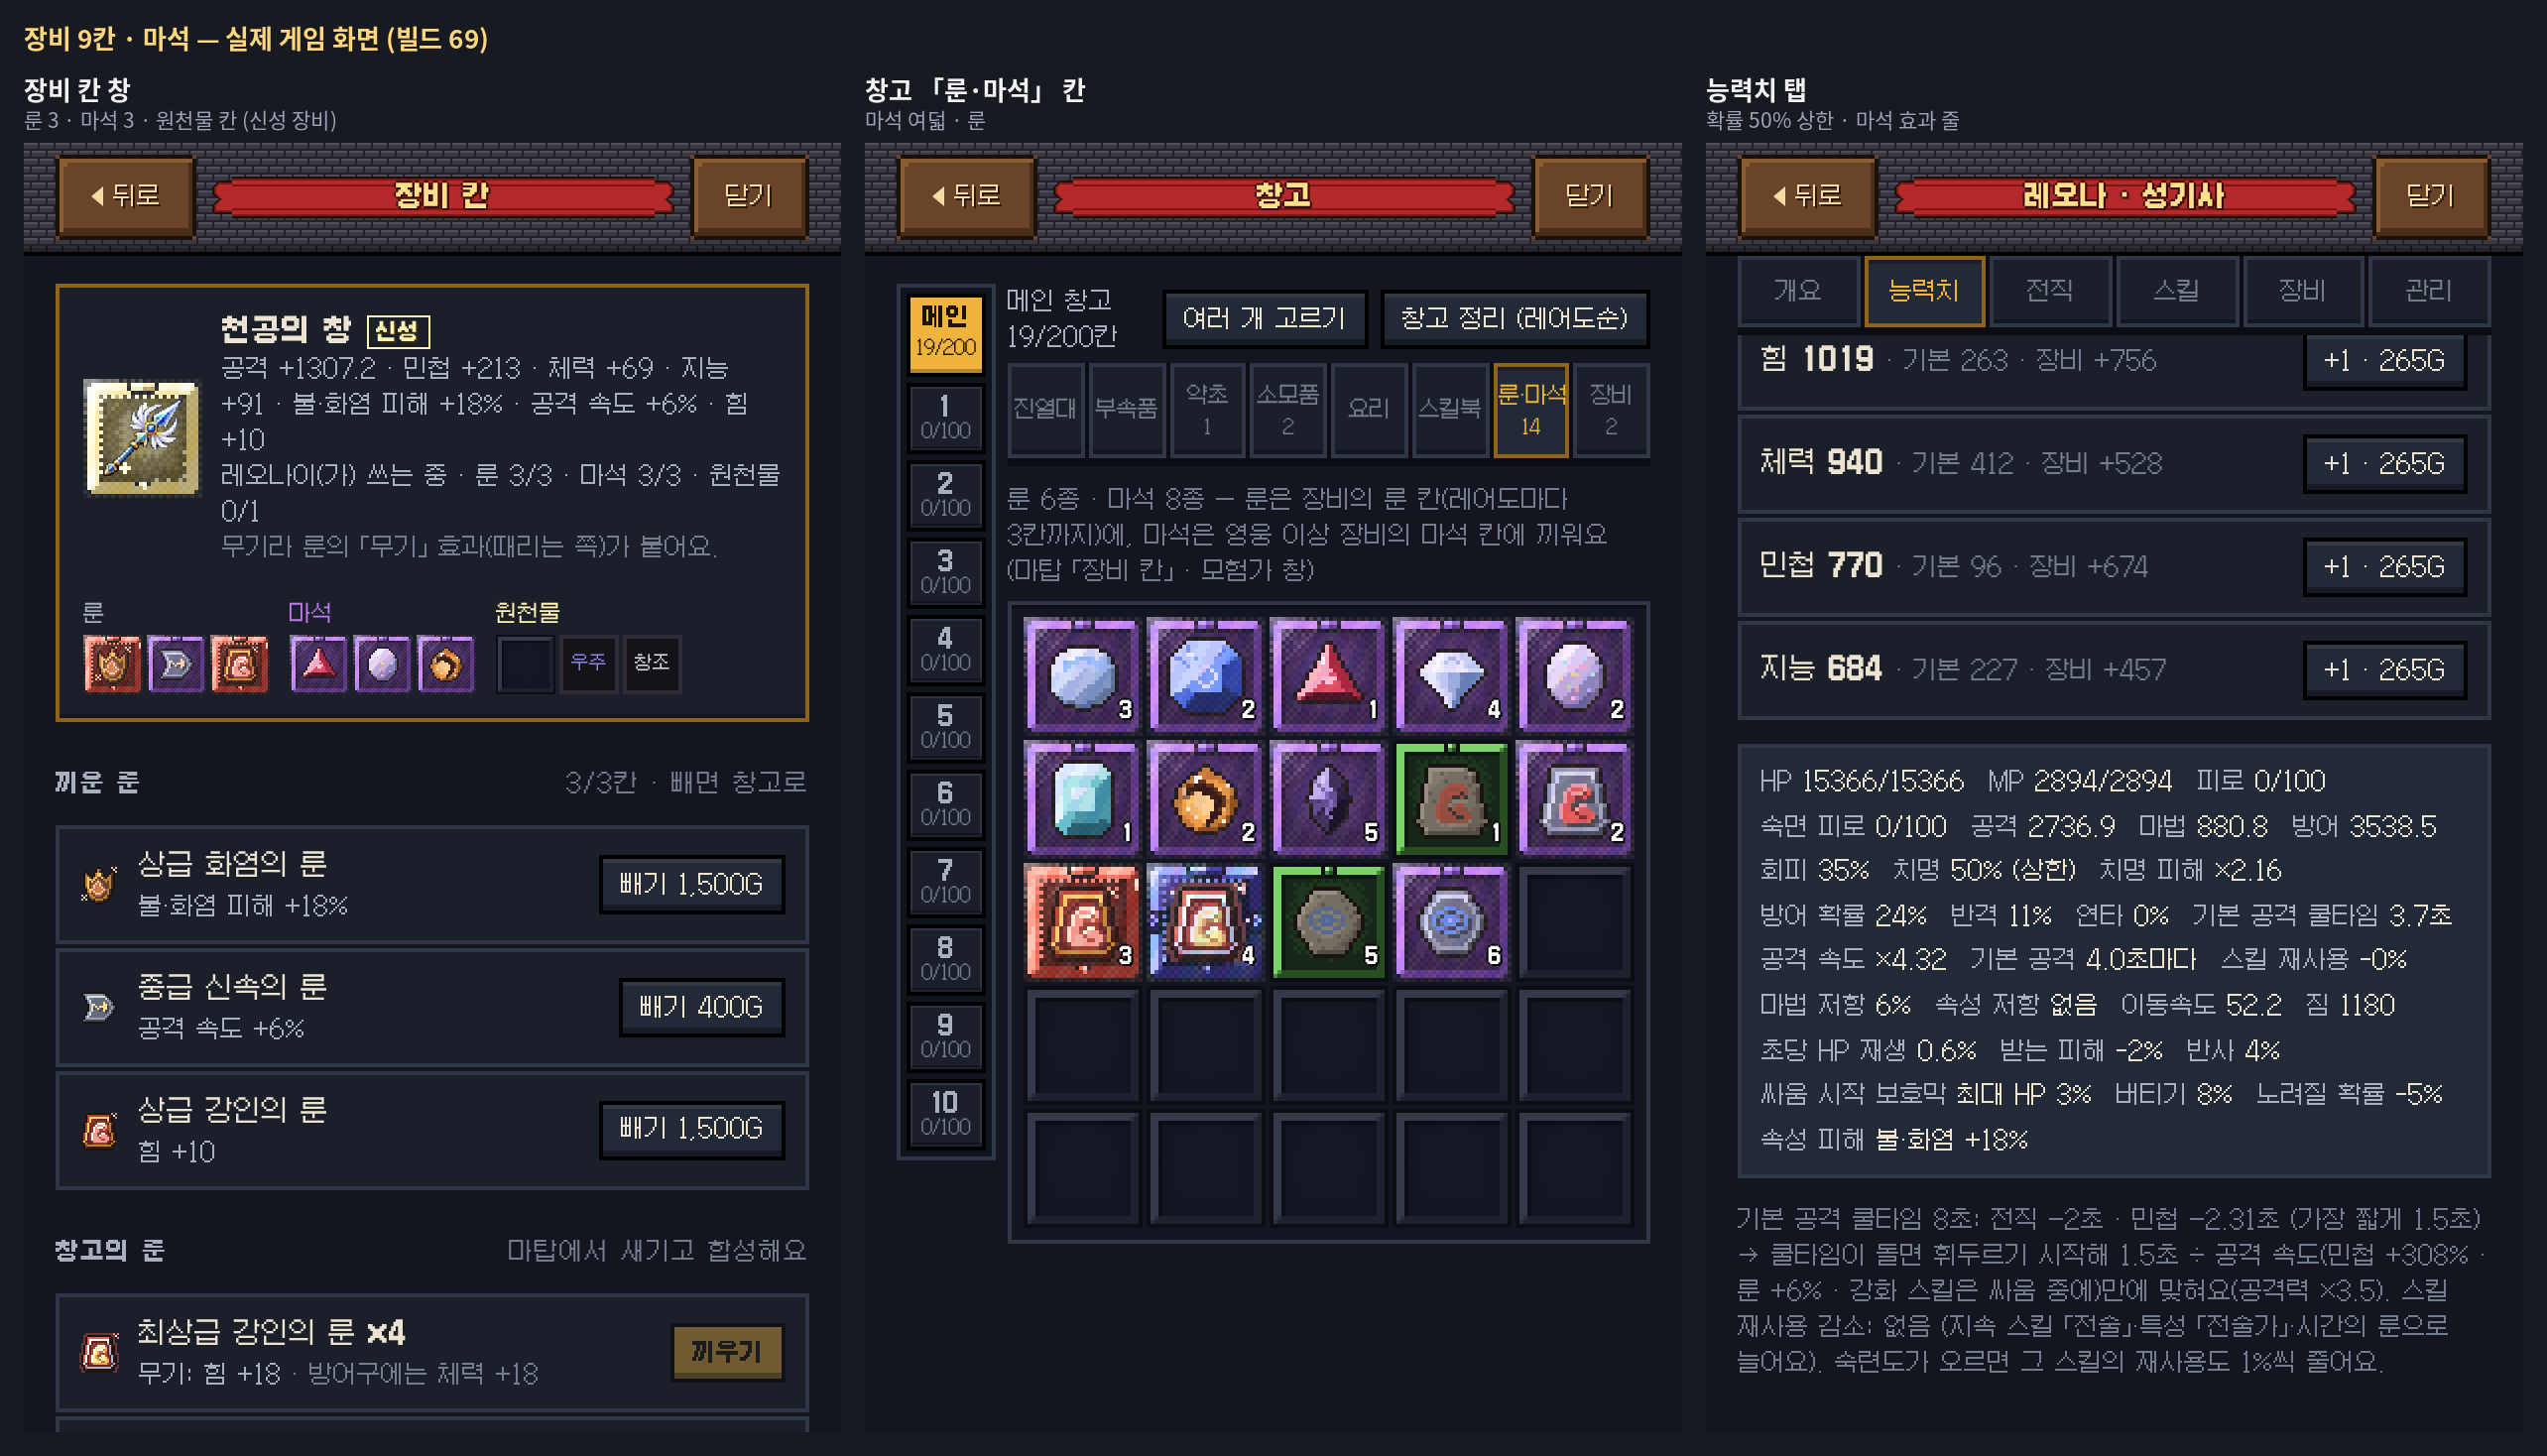 장비 9칸 · 마석 — 실제 게임 화면 (빌드 69)
장비 칸 창
룬 3 · 마석 3 · 원천물 칸 (신성 장비)
뒤로
장비 칸
닫기
천공의 창 신성
공격 +1307.2 · 민첩 +213 · 체력 +69 · 지능
+91 · 불·화염 피해 +18% · 공격 속도 +6% · 힘
+10
레오나이(가) 쓰는 중 · 룬 3/3 · 마석 3/3 · 원천물
0/1
무기라 룬의 「무기」 효과(때리는 쪽)가 붙어요.
룬
마석
원천물
우주
창조
끼운 룬
3/3칸 · 빼면 창고로
상급 화염의 룬
불·화염 피해 +18%
빼기 1,500G
중급 신속의 룬
공격 속도 +6%
빼기 400G
상급 강인의 룬
힘 +10
빼기 1,500G
창고의 룬
마탑에서 새기고 합성해요
최상급 강인의 룬 ×4
무기: 힘 +18 · 방어구에는 체력 +18
끼우기
창고 「룬·마석」 칸
마석 여덟 · 룬
뒤로
창고
닫기
메인
19/200
1
0/100
2
0/100
3
0/100
4
0/100
5
0/100
6
0/100
7
0/100
8
0/100
9
0/100
10
0/100
메인 창고
19/200칸
여러 개 고르기
창고 정리 (레어도순)
진열대
부속품
약초
1
소모품
2
요리
스킬북
룬·마석
14
장비
2
룬 6종 · 마석 8종 — 룬은 장비의 룬 칸(레어도마다
3칸까지)에, 마석은 영웅 이상 장비의 마석 칸에 끼워요
(마탑 「장비 칸」 · 모험가 창)
3
2
1
4
2
1
2
5
1
2
3
4
5
6
능력치 탭
확률 50% 상한 · 마석 효과 줄
뒤로
레오나 · 성기사
닫기
개요
능력치
전직
스킬
장비
관리
힘 1019 · 기본 263 · 장비 +756
+1 · 265G
체력 940 · 기본 412 · 장비 +528
+1 · 265G
민첩 770 · 기본 96 · 장비 +674
+1 · 265G
지능 684 · 기본 227 · 장비 +457
+1 · 265G
HP 15366/15366 MP 2894/2894 피로 0/100
숙면 피로 0/100 공격 2736.9 마법 880.8 방어 3538.5
회피 35% 치명 50% (상한) 치명 피해 ×2.16
방어 확률 24% 반격 11% 연타 0% 기본 공격 쿨타임 3.7초
공격 속도 ×4.32 기본 공격 4.0초마다 스킬 재사용 -0%
마법 저항 6% 속성 저항 없음 이동속도 52.2 짐 1180
초당 HP 재생 0.6% 받는 피해 -2% 반사 4%
싸움 시작 보호막 최대 HP 3% 버티기 8% 노려질 확률 -5%
속성 피해 불·화염 +18%
기본 공격 쿨타임 8초: 전직 -2초 · 민첩 -2.31초 (가장 짧게 1.5초)
→ 쿨타임이 돌면 휘두르기 시작해 1.5초 ÷ 공격 속도(민첩 +308% ·
룬 +6% · 강화 스킬은 싸움 중에)만에 맞혀요(공격력 ×3.5). 스킬
재사용 감소: 없음 (지속 스킬 「전술」·특성 「전술가」·시간의 룬으로
늘어요). 숙련도가 오르면 그 스킬의 재사용도 1%씩 줄어요.